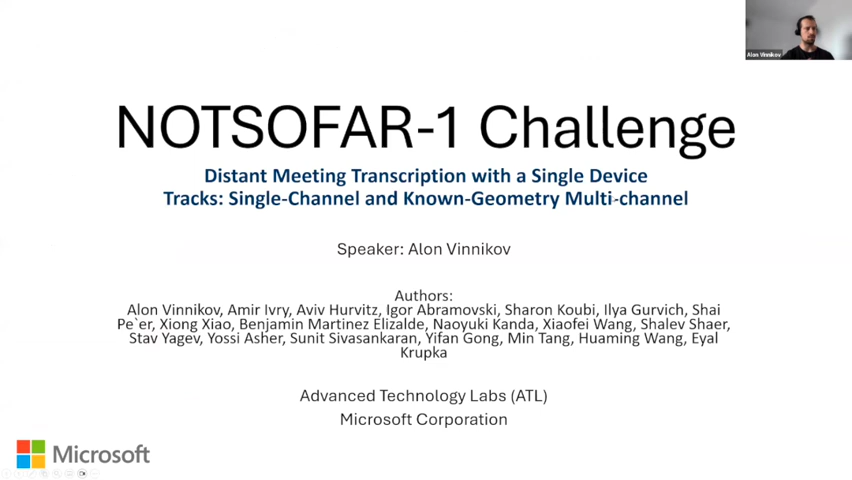 Alon Vinnikov
NOTSOFAR-1 Challenge
Distant Meeting Transcription with a Single Device
Tracks: Single-Channel and Known-Geometry Multi-channel
Speaker: Alon Vinnikov
Authors:
Alon Vinnikov, Amir Ivry, Aviv Hurvitz, Igor Abramovski, Sharon Koubi, Ilya Gurvich, Shai
Pe`er, Xiong Xiao, Benjamin Martinez Elizalde, Naoyuki Kanda, Xiaofei Wang, Shalev Shaer,
Stav Yagev, Yossi Asher, Sunit Sivasankaran, Yifan Gong, Min Tang, Huaming Wang, Eyal
Krupka
Advanced Technology Labs (ATL)
Microsoft Corporation
Microsoft